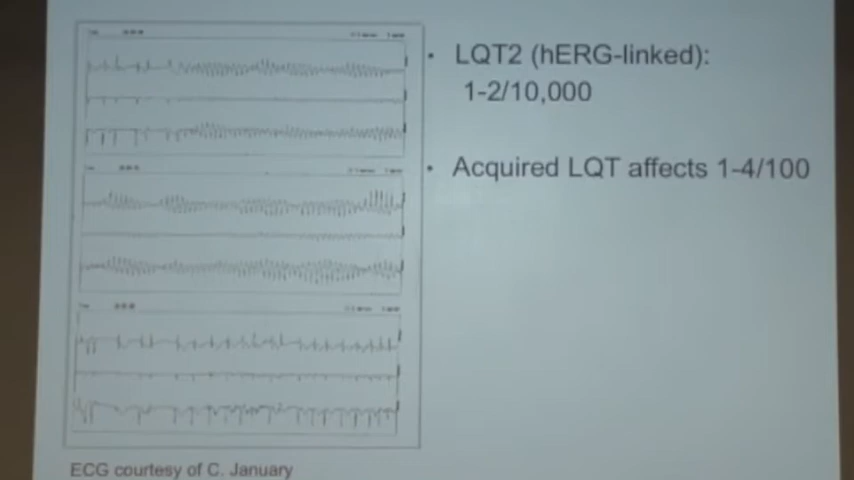 • LQT2 (hERG-linked):
1-2/10,000
• Acquired LQT affects 1-4/100
ECG courtesy of C. January